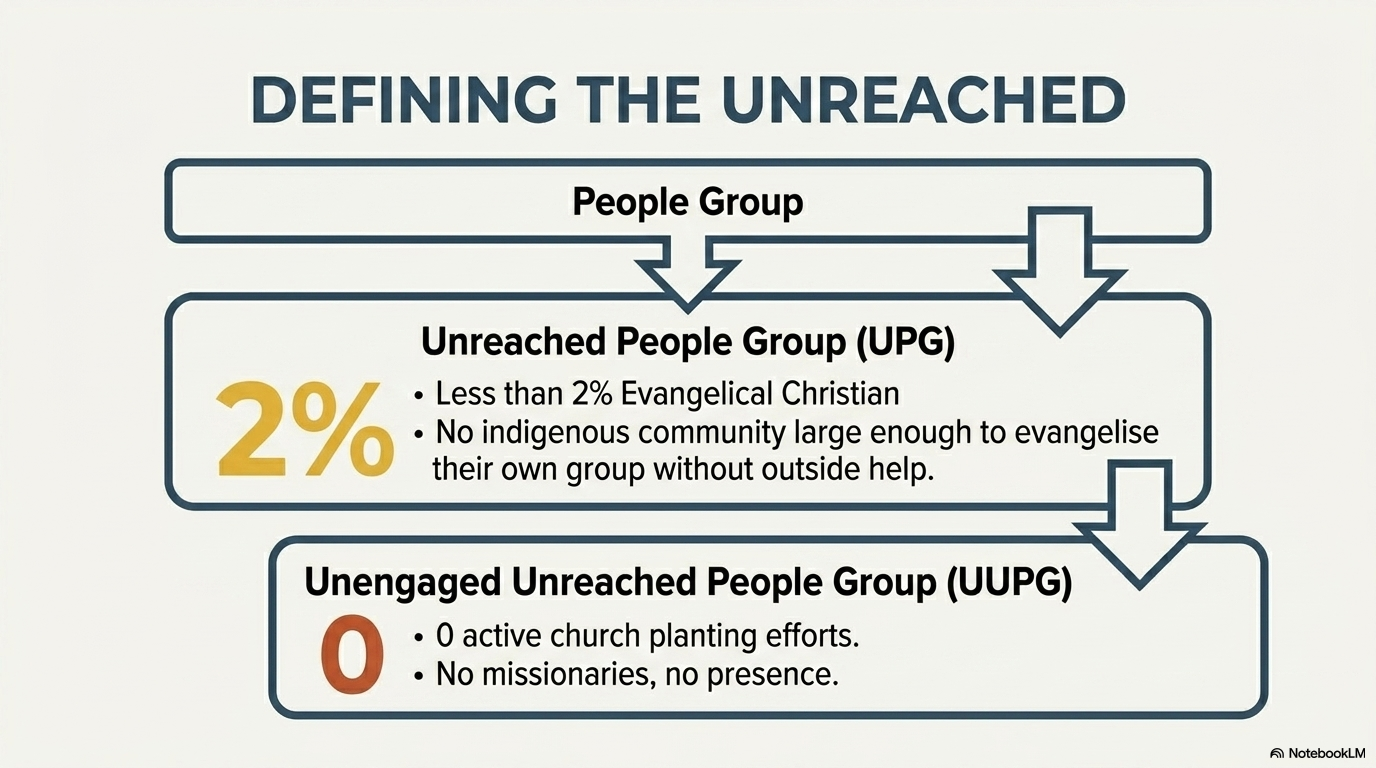 DEFINING THE UNREACHED
People Group
Unreached People Group (UPG)
2%
• Less than 2% Evangelical Christian
• No indigenous community large enough to evangelise
their own group without outside help.
Unengaged Unreached People Group (UUPG)
0
• 0 active church planting efforts.
• No missionaries, no presence.
NotebookLM